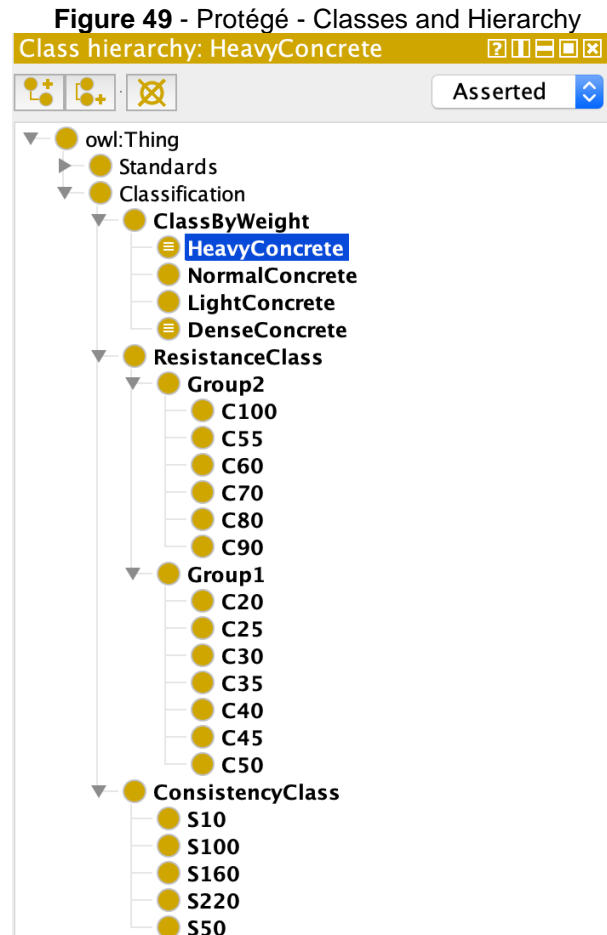 Figure 49 - Protégé - Classes and Hierarchy
Class hierarchy: HeavyConcrete
Asserted
owl:Thing
Standards
Classification
ClassByWeight
HeavyConcrete
NormalConcrete
LightConcrete
DenseConcrete
ResistanceClass
Group2
C100
C55
C60
C70
C80
C90
Group1
C20
C25
C30
C35
C40
C45
C50
ConsistencyClass
S10
S100
S160
S220
S50